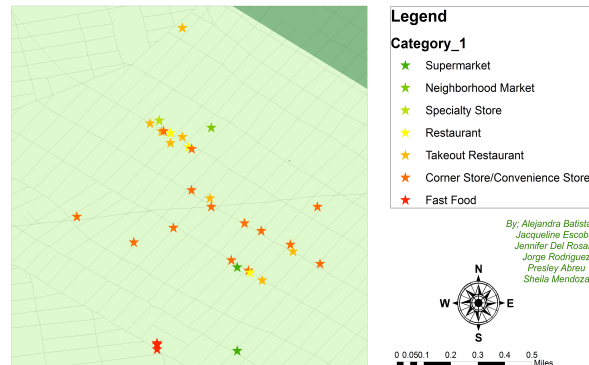 Legend
Category_1
Supermarket
Neighborhood Market
Specialty Store
Restaurant
Takeout Restaurant
Corner Store/Convenience Store
Fast Food
By; Alejandra Batista
Jacqueline Escob
Jennifer Del Rosa
Jorge Rodriguez
Presley Abreu
Sheila Mendoza
N
W E
S
0 0.050.1 0.2 0.3 0.4 0.5
Miles